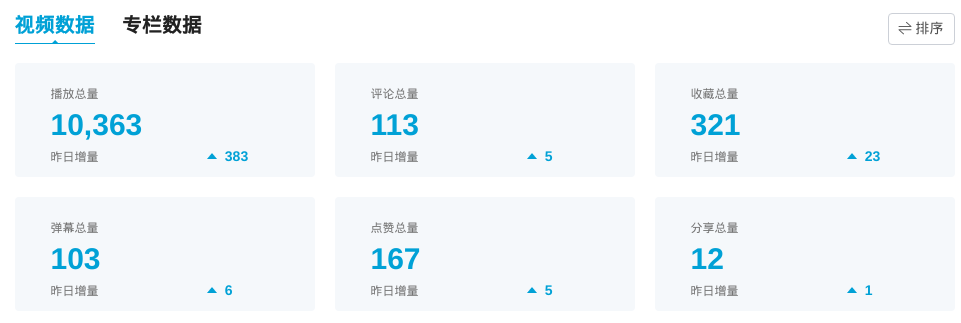 视频数据 专栏数据
排序
播放总量 评论总量 收藏总量
10,363 113 321
昨日增量 383 昨日增量 5 昨日增量 23
弹幕总量 点赞总量 分享总量
103 167 12
昨日增量 6 昨日增量 5 昨日增量 1